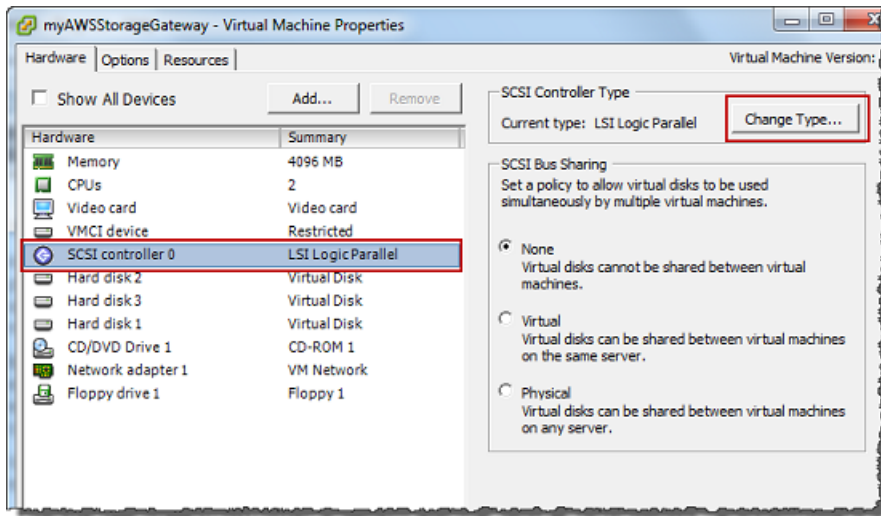 myAWSStorageGateway - Virtual Machine Properties
Hardware Options Resources
Virtual Machine Version:
Show All Devices
Add...
Remove
Hardware Summary
Memory 4096 MB
CPUs 2
Video card Video card
VMCI device Restricted
SCSI controller 0 LSI Logic Parallel
Hard disk 2 Virtual Disk
Hard disk 3 Virtual Disk
Hard disk 1 Virtual Disk
CD/DVD Drive 1 CD-ROM 1
Network adapter 1 VM Network
Floppy drive 1 Floppy 1
SCSI Controller Type
Current type: LSI Logic Parallel
Change Type...
SCSI Bus Sharing
Set a policy to allow virtual disks to be used
simultaneously by multiple virtual machines.
None
Virtual disks cannot be shared between virtual
machines.
Virtual
Virtual disks can be shared between virtual machines
on the same server.
Physical
Virtual disks can be shared between virtual machines
on any server.